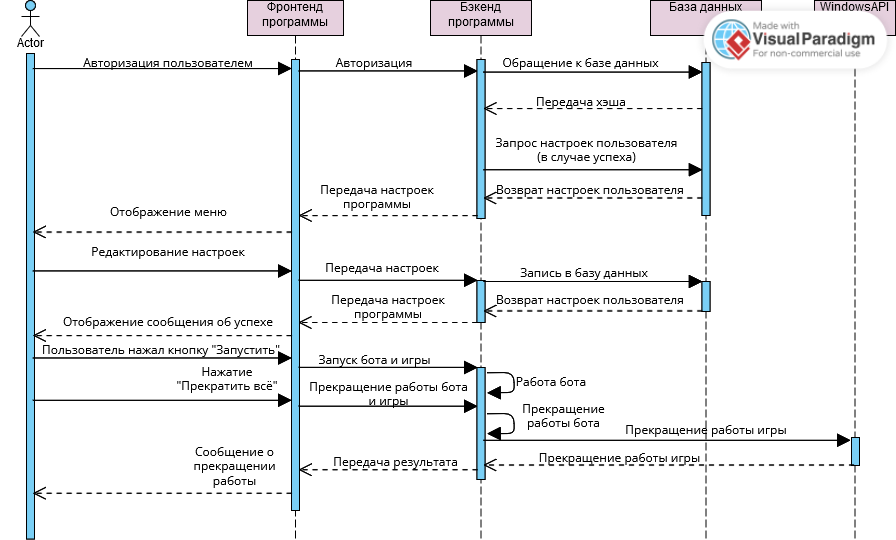 Actor
Фронтенд
программы
Бэкенд
программы
База данных
WindowsAPI
Made with
VisualParadigm
For non-commercial use
Авторизация пользователем
Авторизация
Обращение к базе данных
Передача хэша
Запрос настроек пользователя
(в случае успеха)
Возврат настроек пользователя
Передача настроек
программы
Отображение меню
Редактирование настроек
Передача настроек
Запись в базу данных
Возврат настроек пользователя
Передача настроек
программы
Отображение сообщения об успехе
Пользователь нажал кнопку "Запустить"
Запуск бота и игры
Работа бота
Нажатие
"Прекратить всё"
Прекращение работы бота
и игры
Прекращение
работы бота
Прекращение работы игры
Прекращение работы игры
Передача результата
Сообщение о
прекращении
работы